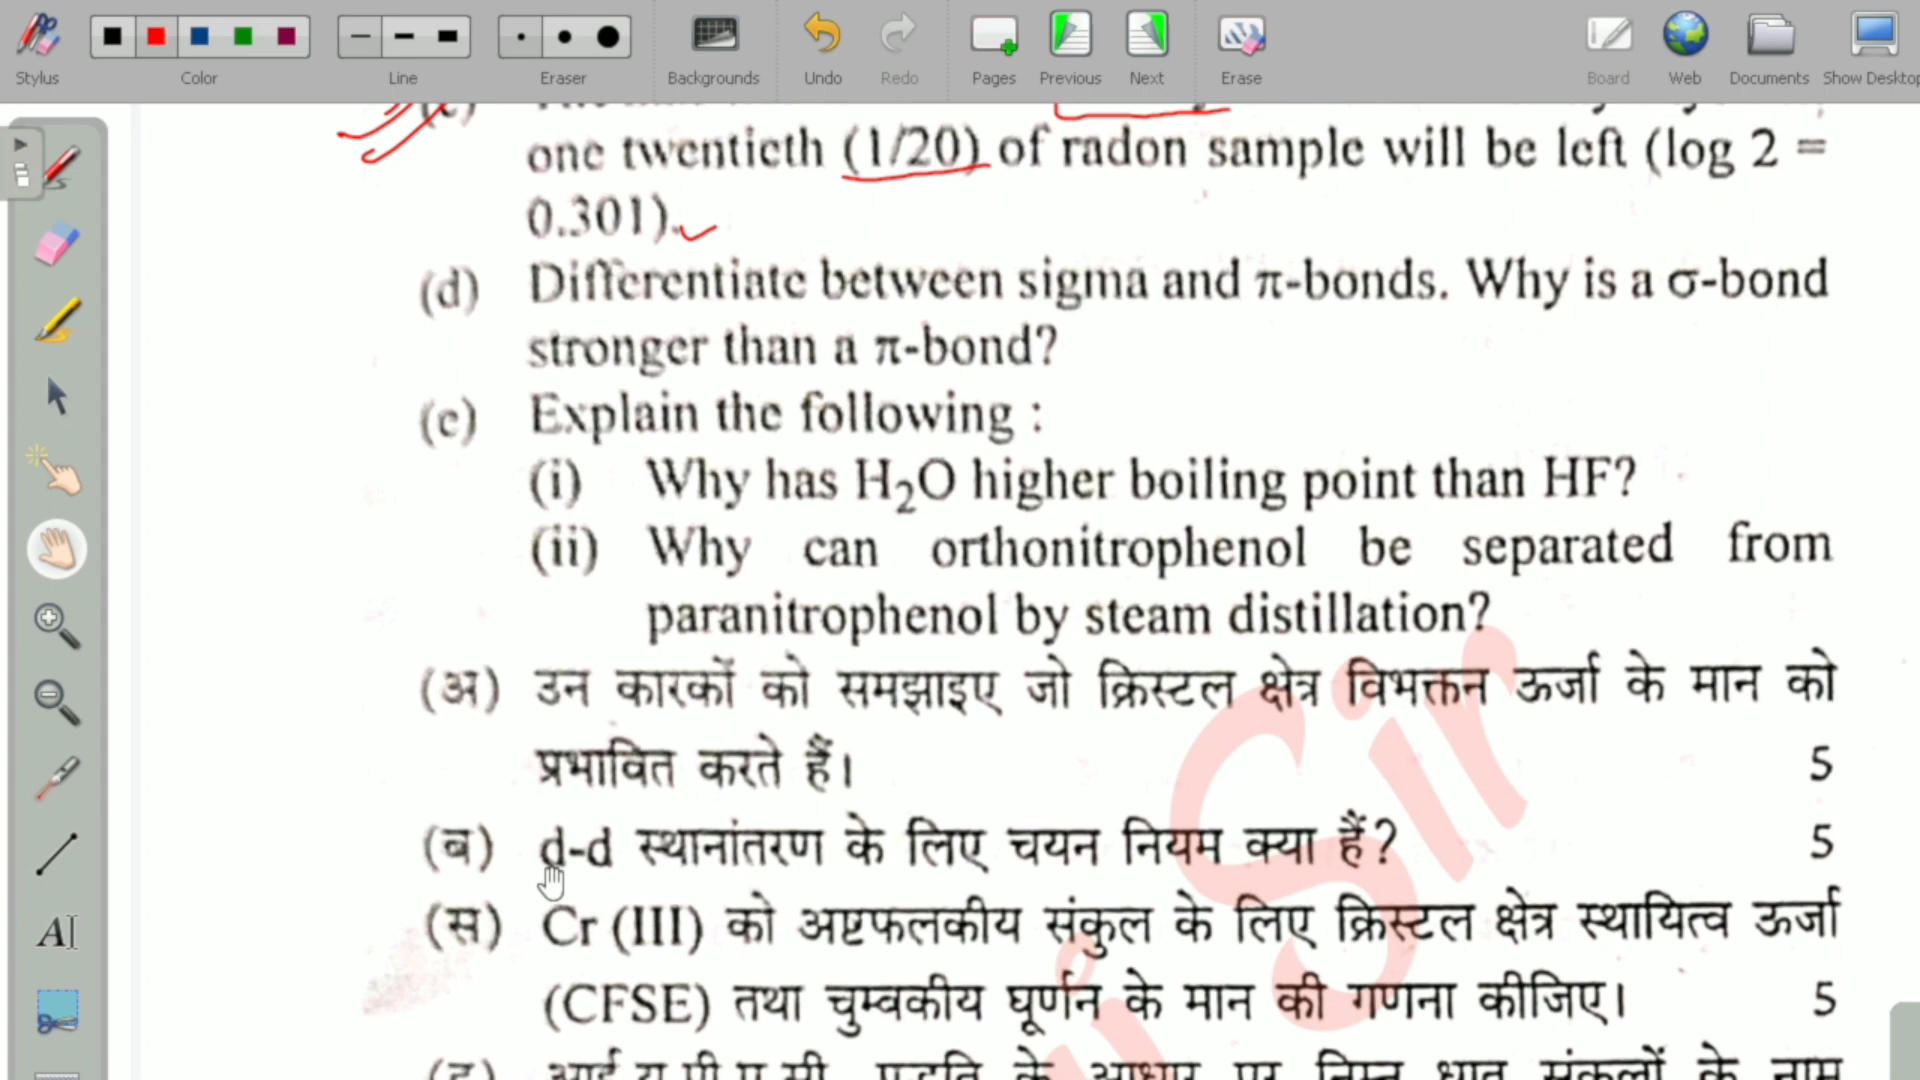 Stylus
Color
Line
Eraser
Backgrounds
Undo
Redo
Pages
Previous
Next
Erase
Board
Web
Documents
Show Desktop
one twentieth (1/20) of radon sample will be left (log 2 =
0.301).
(d) Differentiate between sigma and π-bonds. Why is a σ-bond
stronger than a π-bond?
(e) Explain the following :
(i) Why has H₂O higher boiling point than HF?
(ii) Why can orthonitrophenol be separated from
paranitrophenol by steam distillation?
(अ) उन कारकों को समझाइए जो क्रिस्टल क्षेत्र विभक्तन ऊर्जा के मान को
प्रभावित करते हैं। 5
(ब) d-d स्थानांतरण के लिए चयन नियम क्या हैं? 5
(स) Cr (III) को अष्टफलकीय संकुल के लिए क्रिस्टल क्षेत्र स्थायित्व ऊर्जा
(CFSE) तथा चुम्बकीय घूर्णन के मान की गणना कीजिए। 5
Sir